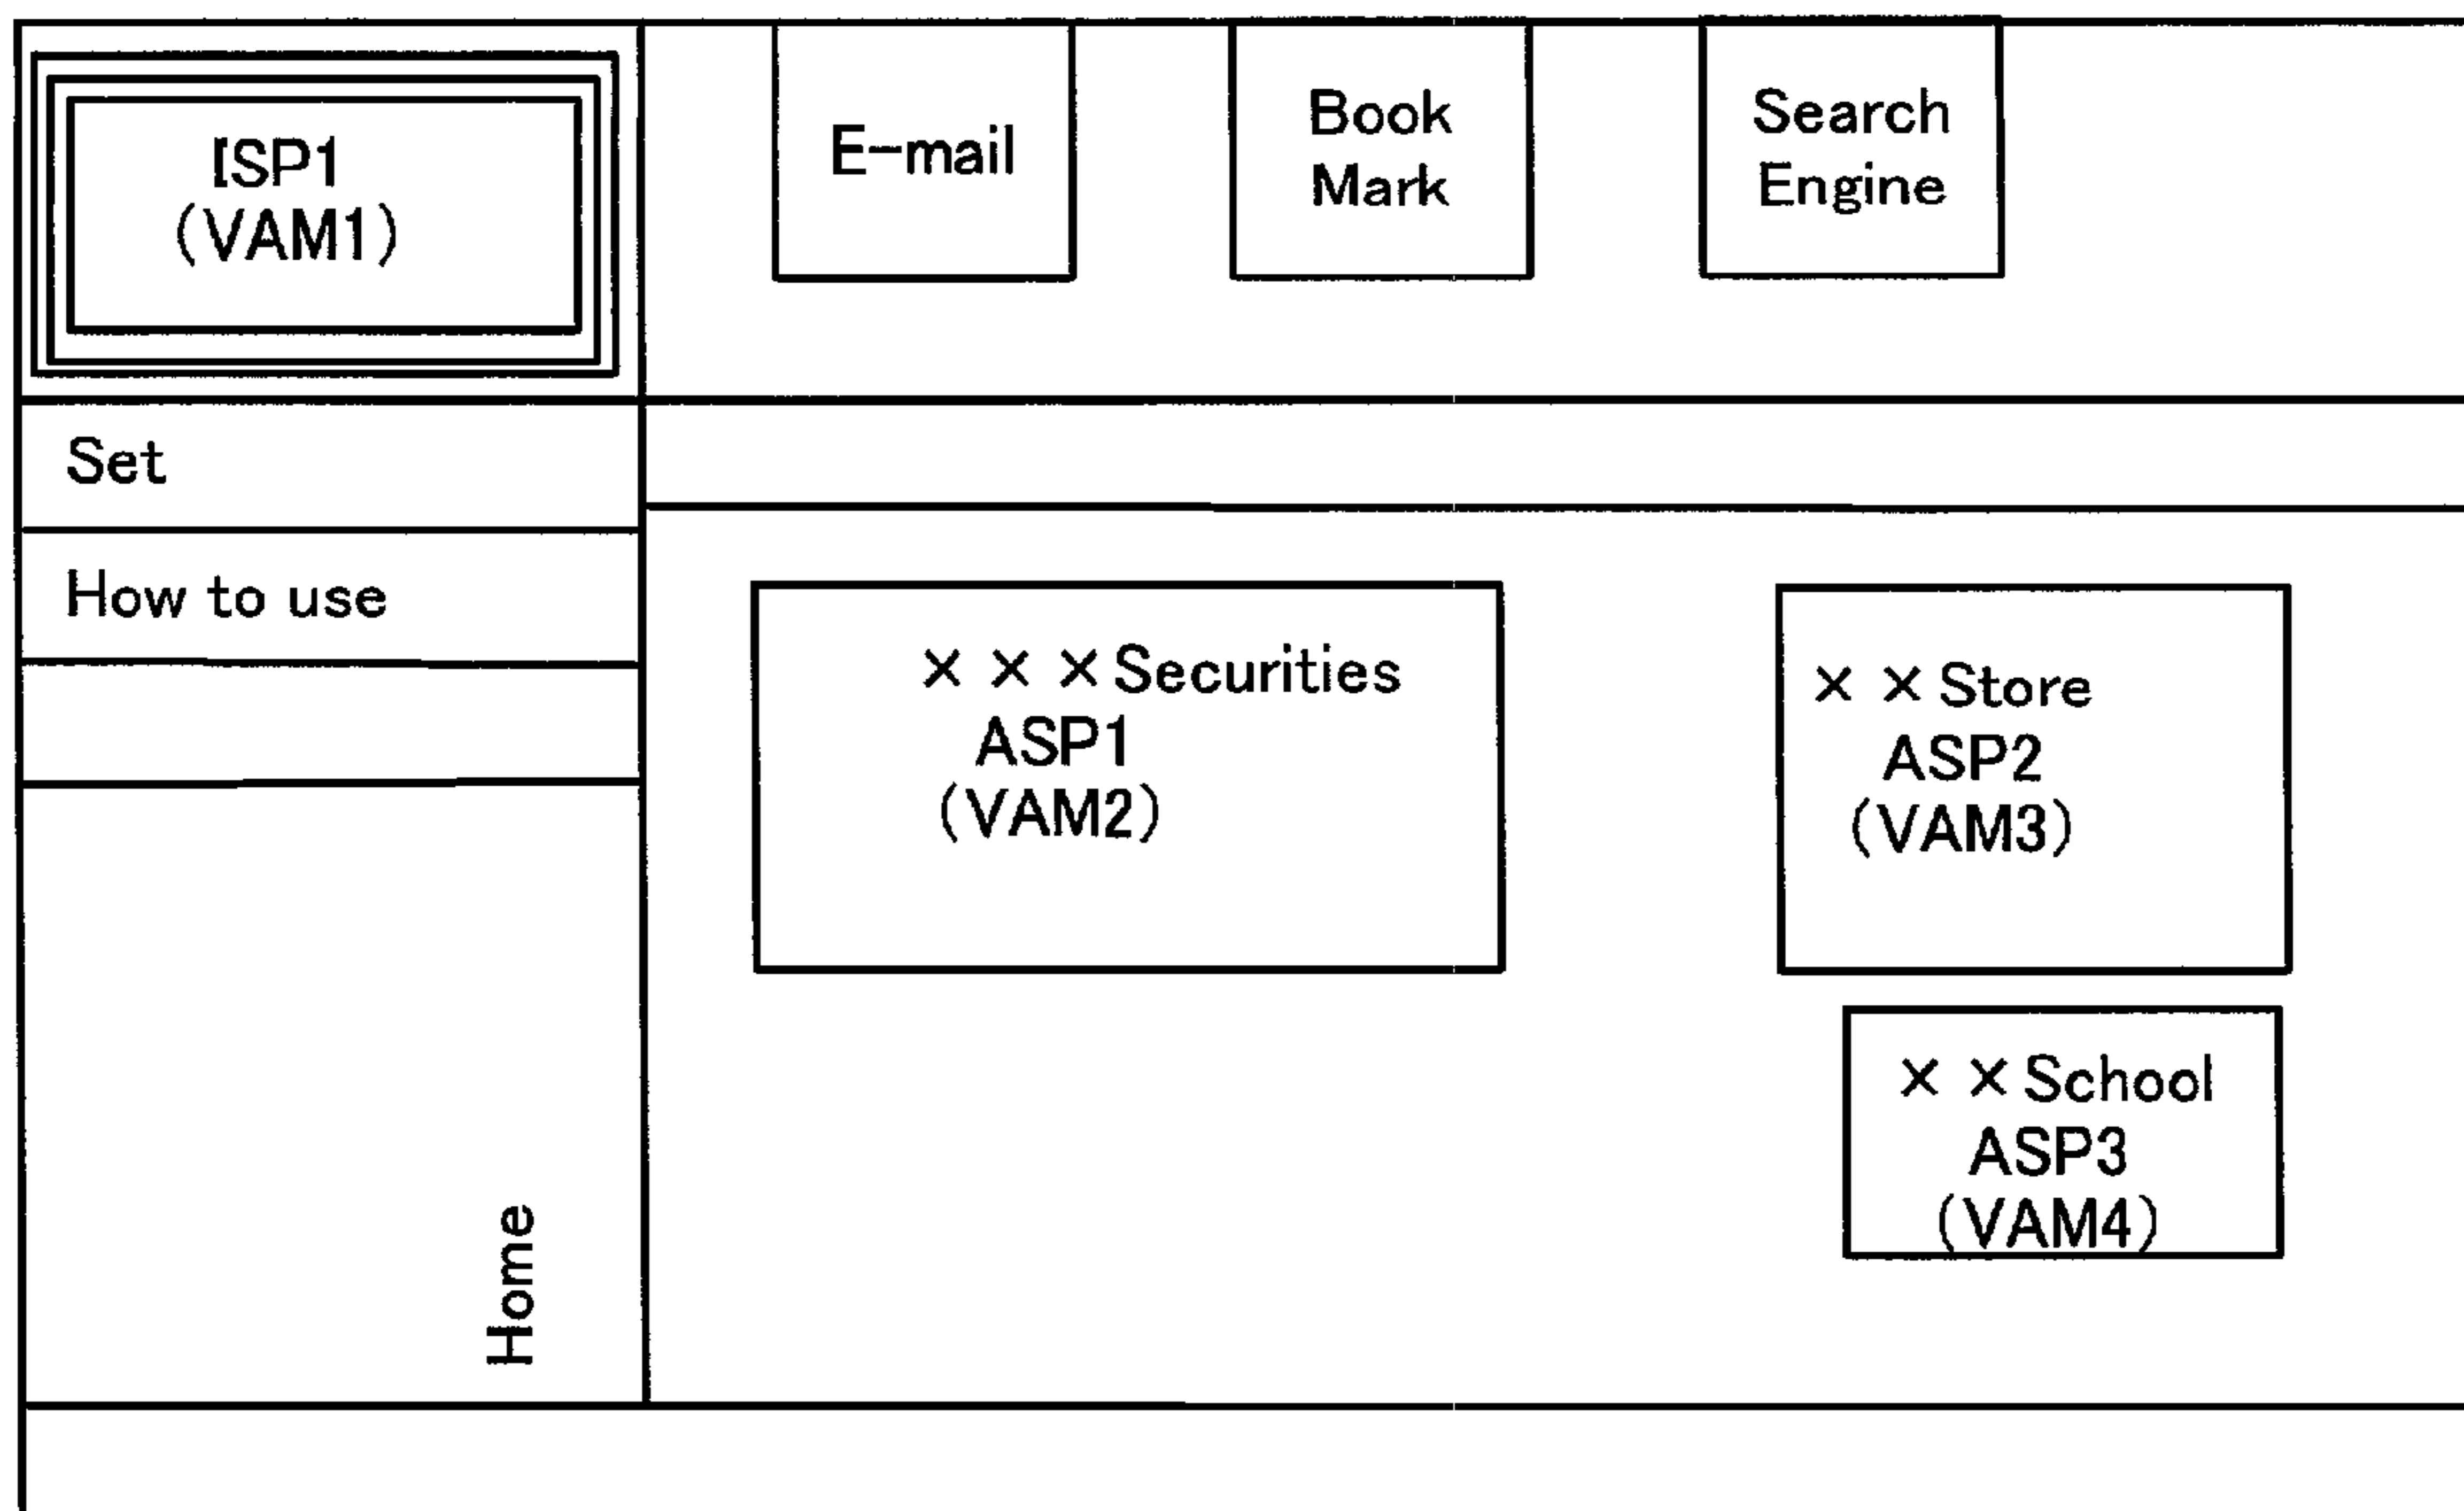 ISP1
(VAM1)
E-mail
Book
Mark
Search
Engine
Set
How to use
× × ×Securities
ASP1
(VAM2)
× ×Store
ASP2
(VAM3)
× ×School
ASP3
(VAM4)
Home